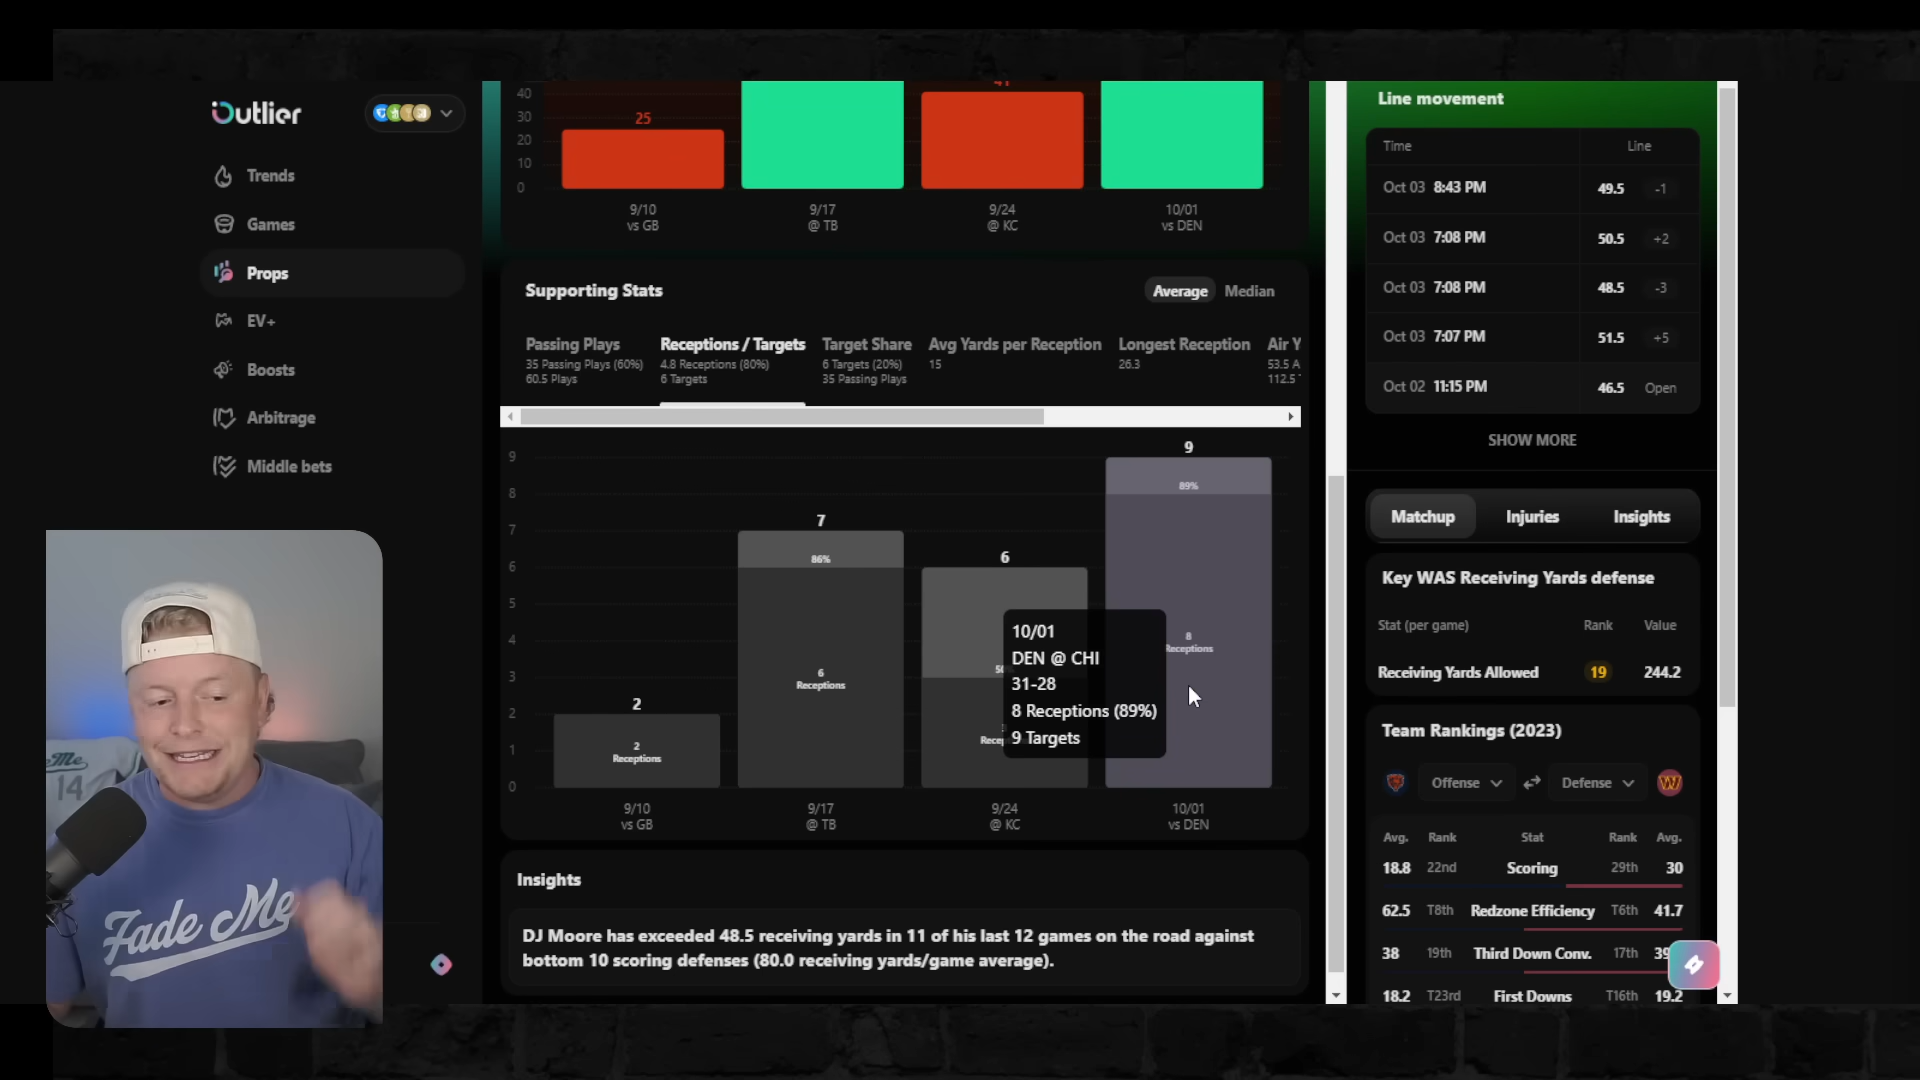 Outlier
Trends
Games
Props
EV+
Boosts
Arbitrage
Middle bets
40
30
20
10
0
25
41
9/10
vs GB
9/17
@ TB
9/24
@ KC
10/01
vs DEN
Supporting Stats
Average Median
Passing Plays
35 Passing Plays (60%)
60.5 Plays
Receptions / Targets
4.8 Receptions (80%)
6 Targets
Target Share
6 Targets (20%)
35 Passing Plays
Avg Yards per Reception
15
Longest Reception
26.3
Air Y
53.5 A
112.5
9
8
7
6
5
4
3
2
1
0
2
2
Receptions
7
86%
6
Receptions
6
50
Recep
9
89%
8
Receptions
10/01
DEN @ CHI
31-28
8 Receptions (89%)
9 Targets
9/10
vs GB
9/17
@ TB
9/24
@ KC
10/01
vs DEN
Insights
DJ Moore has exceeded 48.5 receiving yards in 11 of his last 12 games on the road against
bottom 10 scoring defenses (80.0 receiving yards/game average).
Line movement
Time Line
Oct 03 8:43 PM 49.5 -1
Oct 03 7:08 PM 50.5 +2
Oct 03 7:08 PM 48.5 -3
Oct 03 7:07 PM 51.5 +5
Oct 02 11:15 PM 46.5 Open
SHOW MORE
Matchup Injuries Insights
Key WAS Receiving Yards defense
Stat (per game) Rank Value
Receiving Yards Allowed 19 244.2
Team Rankings (2023)
Offense Defense
Avg. Rank Stat Rank Avg.
18.8 22nd Scoring 29th 30
62.5 T8th Redzone Efficiency T6th 41.7
38 19th Third Down Conv. 17th 39
18.2 T23rd First Downs T16th 19.2
Me
14
Fade Me